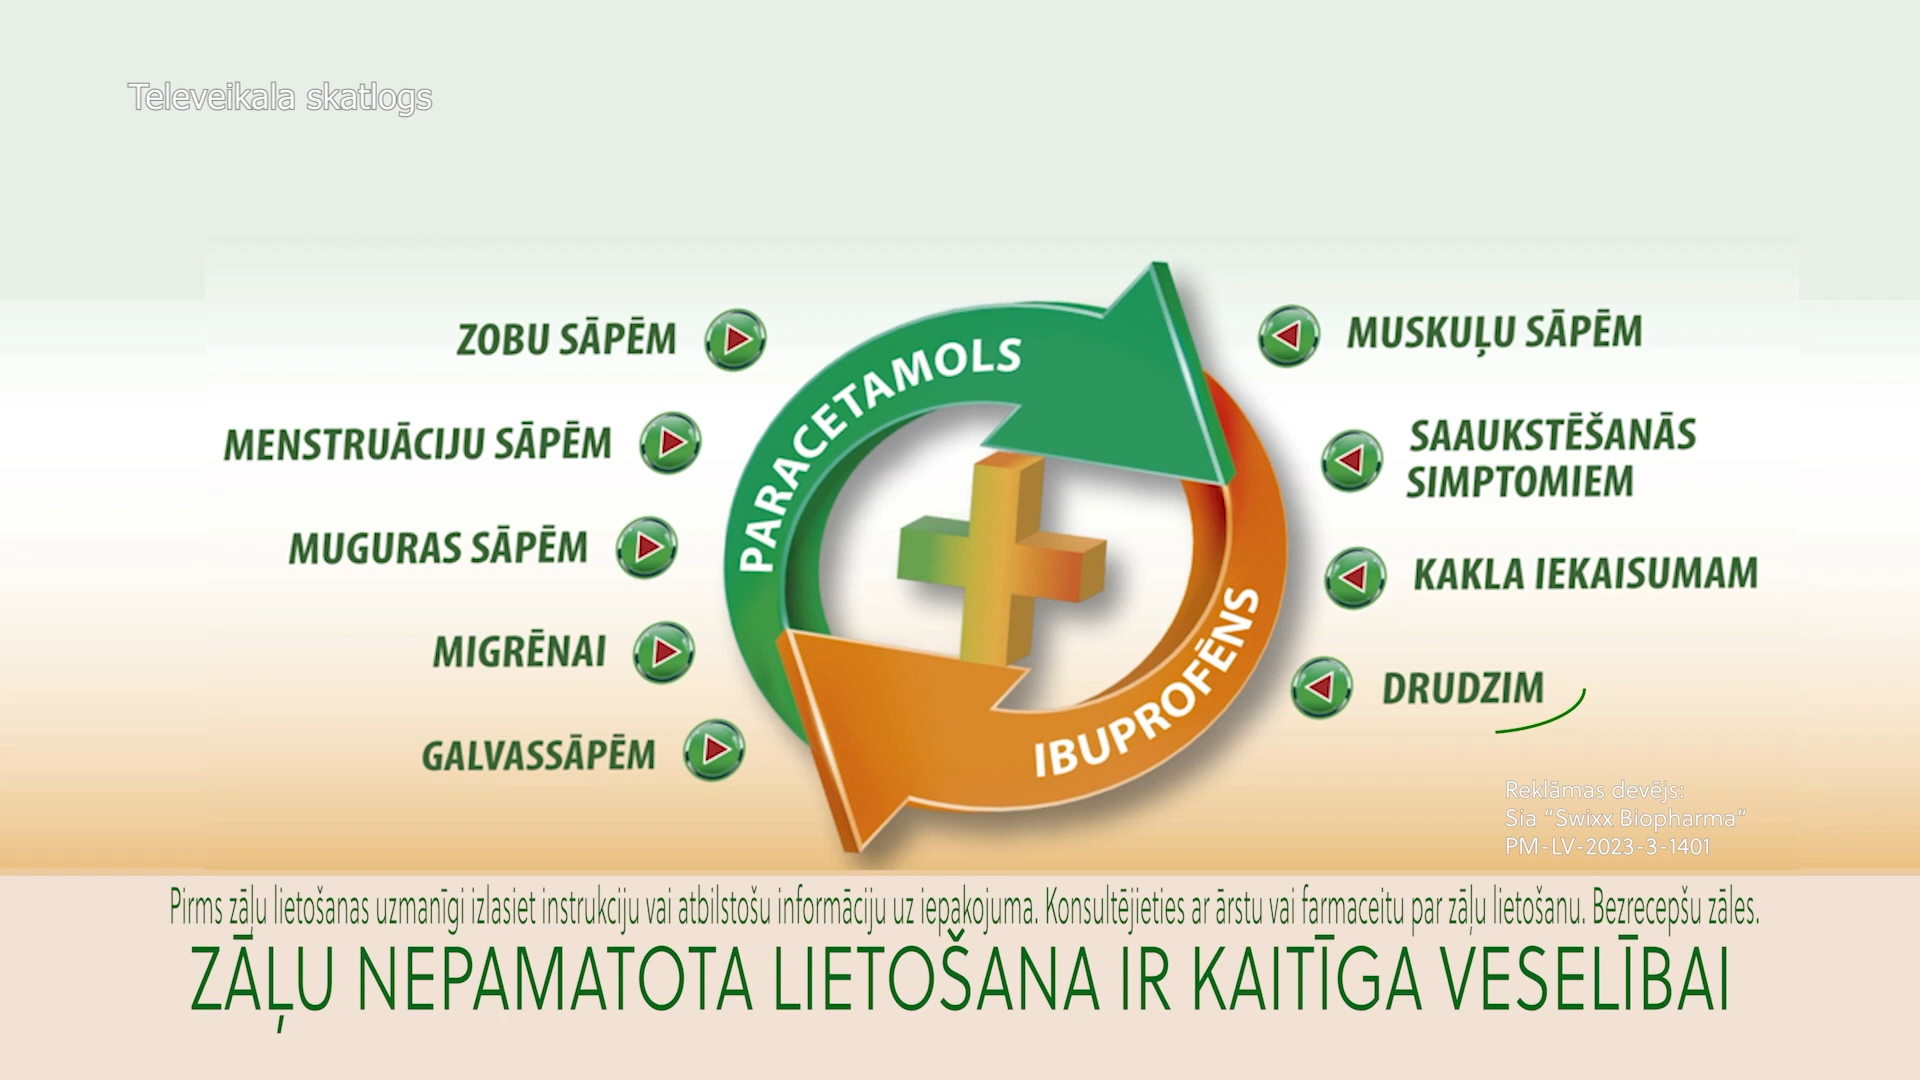 Televeikala skatlogs
ZOBU SĀPĒM
MENSTRUĀCIJU SĀPĒM
MUGURAS SĀPĒM
MIGRĒNAI
GALVASSĀPĒM
PARACETAMOLS
IBUPROFĒNS
MUSKUĻU SĀPĒM
SAAUKSTĒŠANĀS
SIMPTOMIEM
KAKLA IEKAISUMAM
DRUDZIM
Reklāmas devējs:
Sia "Swixx Biopharma"
PM-LV-2023-3-1401
Pirms zāļu lietošanas uzmanīgi izlasiet instrukciju vai atbilstošu informāciju uz iepakojuma. Konsultējieties ar ārstu vai farmaceitu par zāļu lietošanu. Bezrecepšu zāles.
ZĀĻU NEPAMATOTA LIETOŠANA IR KAITĪGA VESELĪBAI